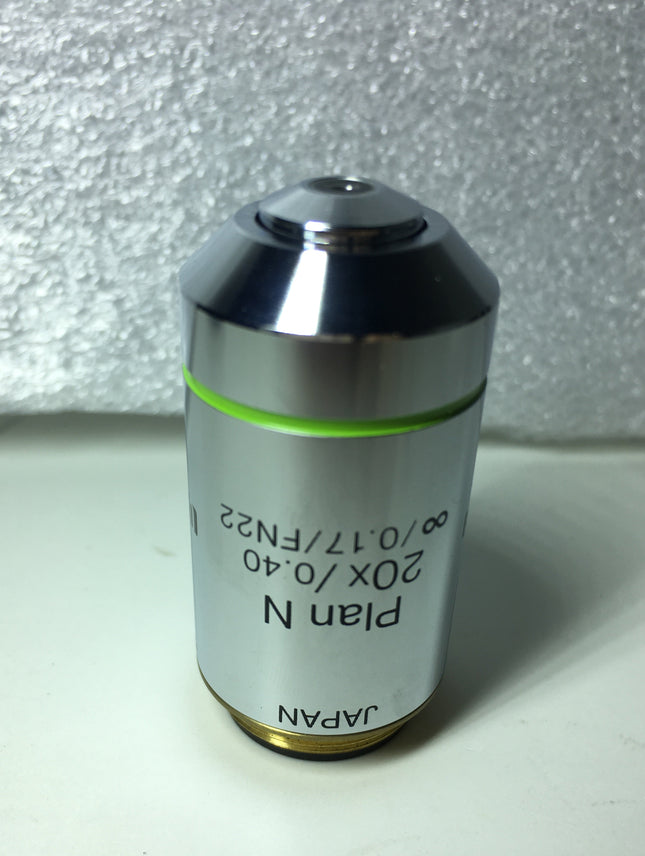 JAPAN
Plan N
20x/0.40
∞/0.17/FN22